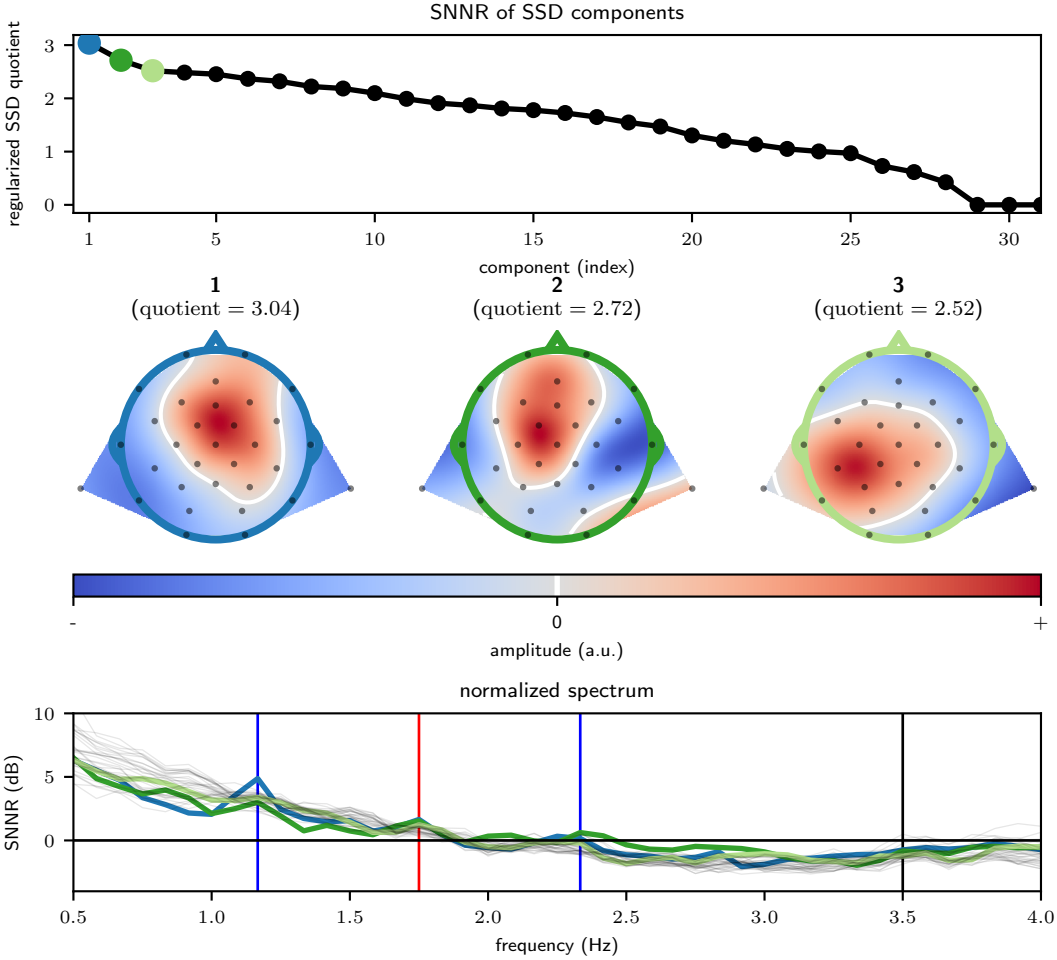 SNNR of SSD components
regularized SSD quotient
3
2
1
0
1 5 10 15 20 25 30
component (index)
1 2 3
(quotient = 3.04) (quotient = 2.72) (quotient = 2.52)
- 0 +
amplitude (a.u.)
normalized spectrum
SNNR (dB)
10
5
0
0.5 1.0 1.5 2.0 2.5 3.0 3.5 4.0
frequency (Hz)